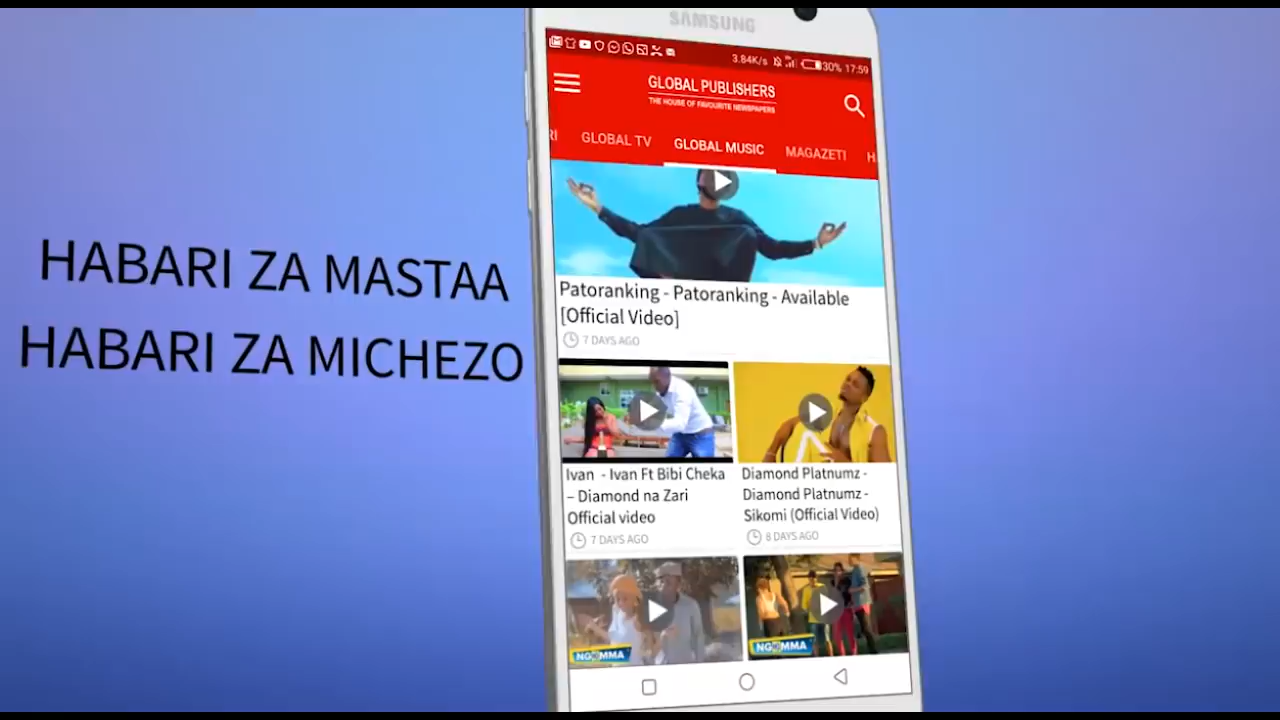 SAMSUNG
3.84K/s 30% 17:59
GLOBAL PUBLISHERS
THE HOUSE OF FAVOURITE NEWSPAPERS
GLOBAL TV GLOBAL MUSIC MAGAZETI
HABARI ZA MASTAA
HABARI ZA MICHEZO
Patoranking - Patoranking - Available
[Official Video]
7 DAYS AGO
Ivan - Ivan Ft Bibi Cheka
– Diamond na Zari
Official video
7 DAYS AGO
Diamond Platnumz -
Diamond Platnumz -
Sikomi (Official Video)
8 DAYS AGO